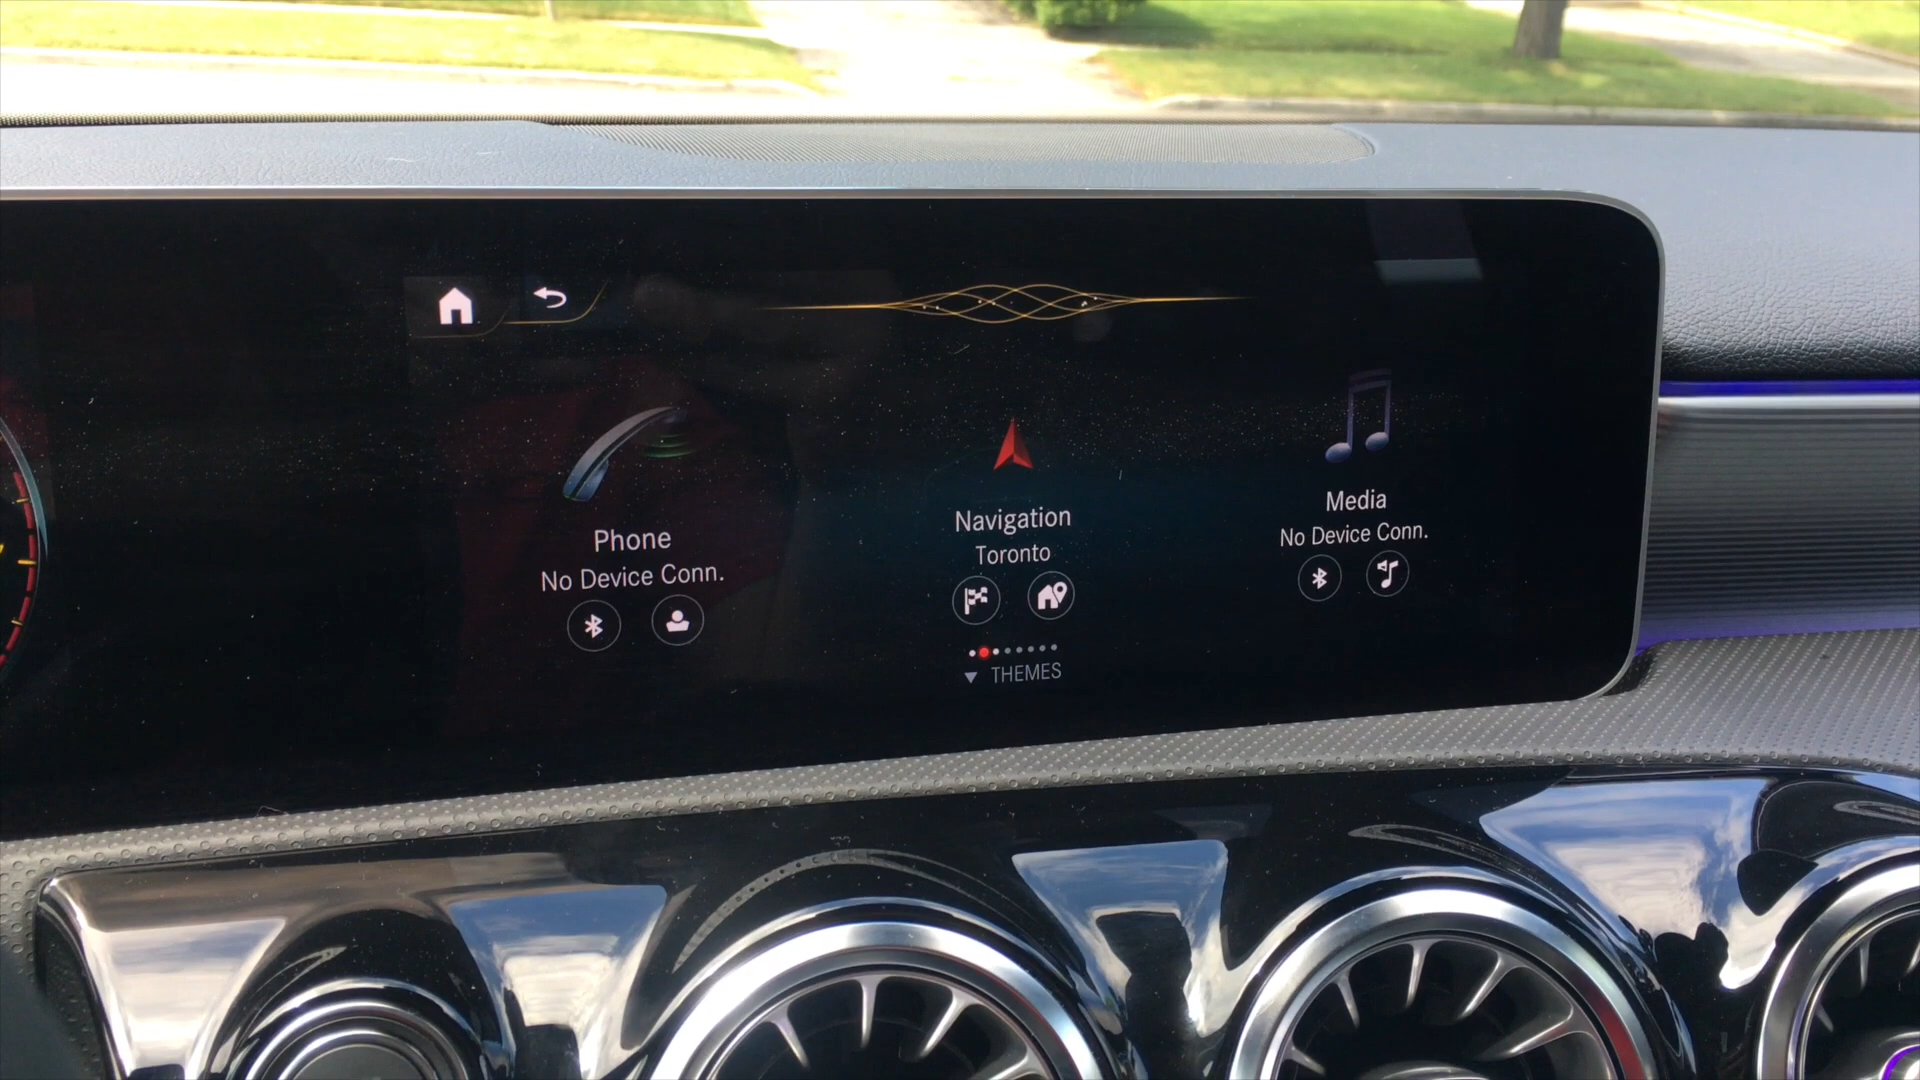 Phone
No Device Conn.
Navigation
Toronto
Media
No Device Conn.
THEMES